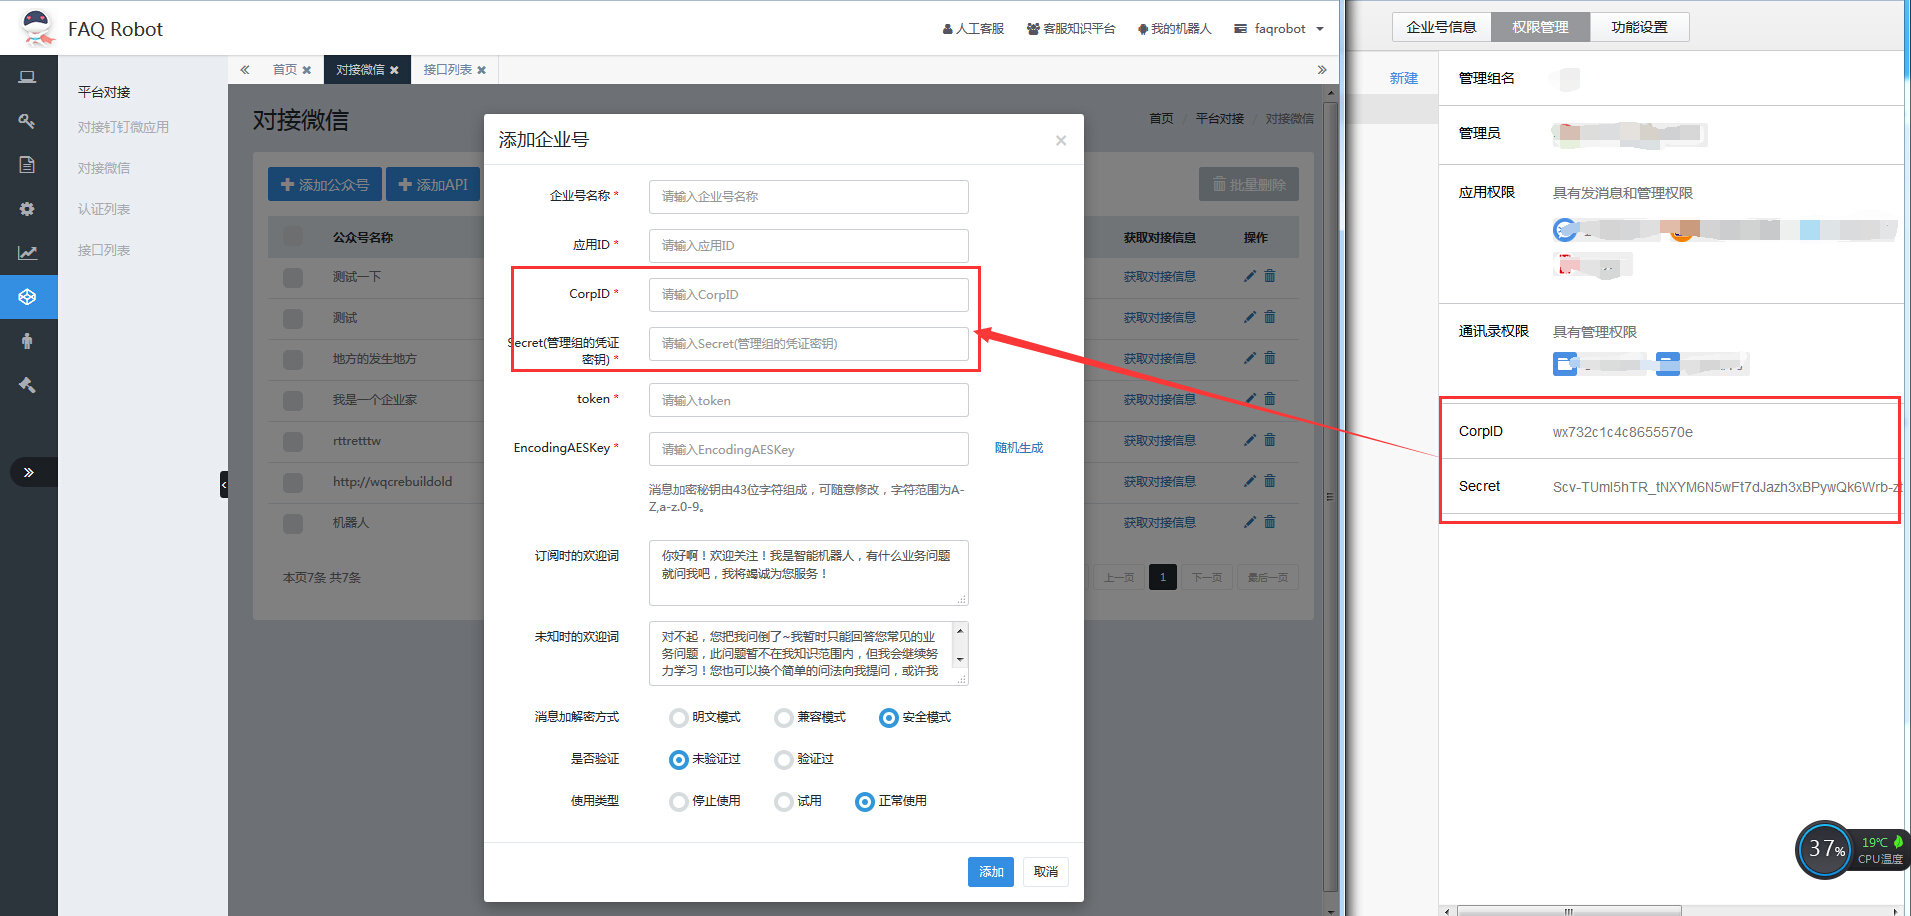 FAQ Robot
人工客服
客服知识平台
我的机器人
faqrobot
平台对接
对接钉钉微应用
对接微信
认证列表
接口列表
首页
对接微信
接口列表
对接微信
首页 / 平台对接 / 对接微信
添加公众号
添加API
批量删除
公众号名称
获取对接信息
操作
测试一下
获取对接信息
测试
获取对接信息
地方的发生地方
获取对接信息
我是一个企业家
获取对接信息
rttretttw
获取对接信息
http://wqcrebuildold
获取对接信息
机器人
获取对接信息
本页7条 共7条
上一页
1
下一页
最后一页
添加企业号
×
企业号名称 *
请输入企业号名称
应用ID *
请输入应用ID
CorpID *
请输入CorpID
Secret(管理组的凭证
密钥) *
请输入Secret(管理组的凭证密钥)
token *
请输入token
EncodingAESKey *
请输入EncodingAESKey
随机生成
消息加密秘钥由43位字符组成，可随意修改，字符范围为A-
Z,a-z.0-9。
订阅时的欢迎词
你好啊！欢迎关注！我是智能机器人，有什么业务问题
就问我吧，我将竭诚为您服务！
未知时的欢迎词
对不起，您把我问倒了~我暂时只能回答您常见的业
务问题，此问题暂不在我知识范围内，但我会继续努
力学习！您也可以换个简单的问法向我提问，或许我
消息加解密方式
明文模式
兼容模式
安全模式
是否验证
未验证过
验证过
使用类型
停止使用
试用
正常使用
添加
取消
企业号信息
权限管理
功能设置
新建
管理组名
管理员
应用权限
具有发消息和管理权限
通讯录权限
具有管理权限
CorpID
wx732c1c4c8655570e
Secret
Scv-TUml5hTR_tNXYM6N5wFt7dJazh3xBPywQk6Wrb-z
37%
19℃
CPU温度